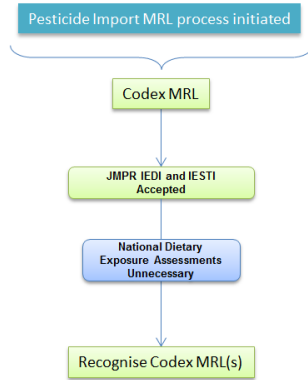 Pesticide Import MRL process initiated
Codex MRL
JMPR IEDI and IESTI
Accepted
National Dietary
Exposure Assessments
Unnecessary
Recognise Codex MRL(s)